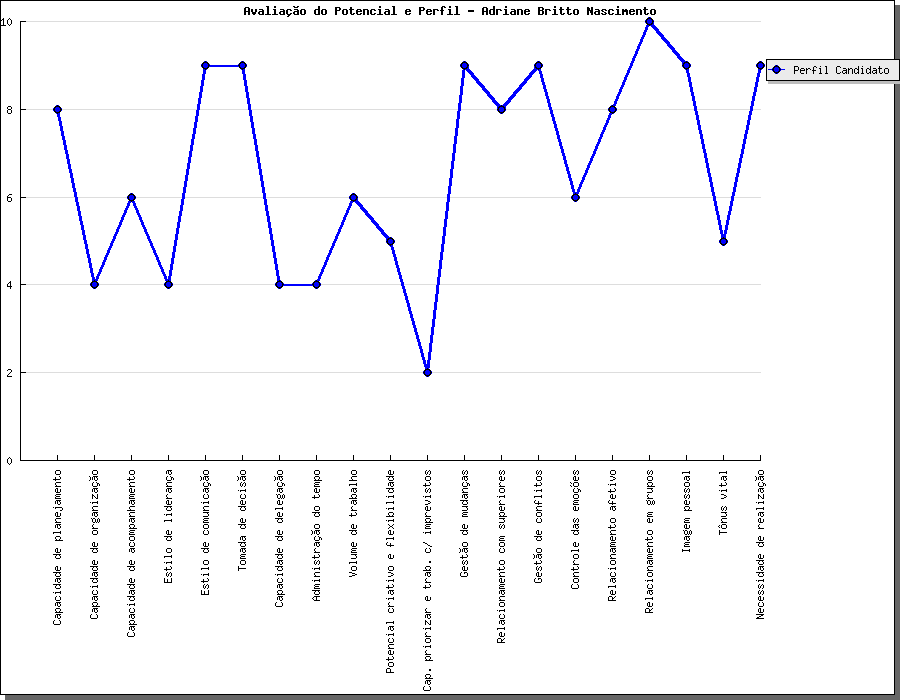 Avaliação do Potencial e Perfil - Adriane Britto Nascimento
10
8
6
4
2
0
Perfil Candidato
Capacidade de planejamento
Capacidade de organização
Capacidade de acompanhamento
Estilo de liderança
Estilo de comunicação
Tomada de decisão
Capacidade de delegação
Administração do tempo
Volume de trabalho
Potencial criativo e flexibilidade
Cap. priorizar e trab. c/ imprevistos
Gestão de mudanças
Relacionamento com superiores
Gestão de conflitos
Controle das emoções
Relacionamento afetivo
Relacionamento em grupos
Imagem pessoal
Tônus vital
Necessidade de realização